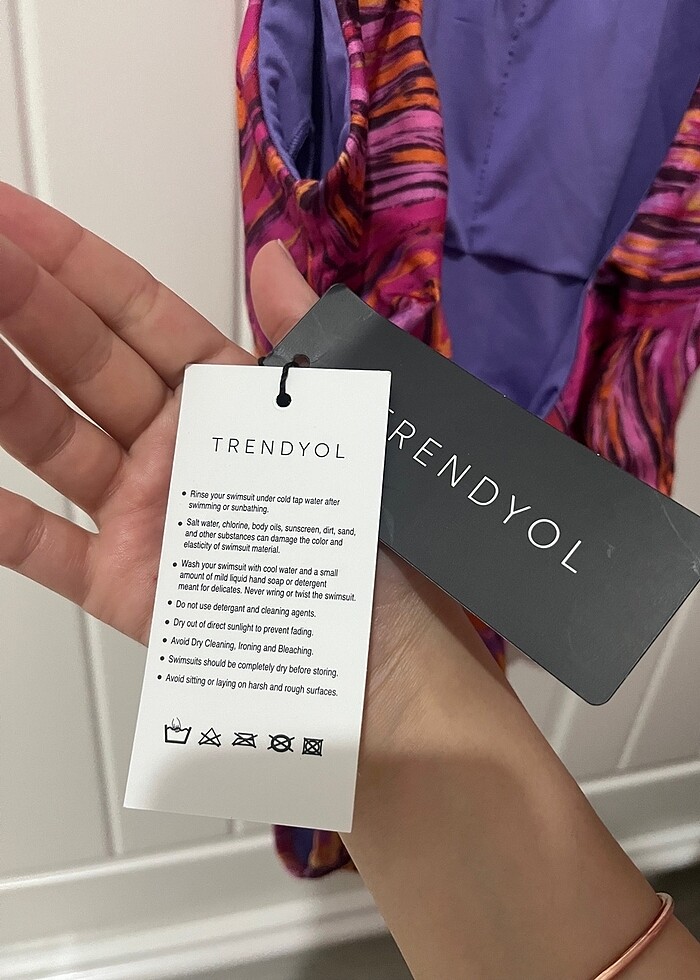 TRENDYOL
• Rinse your swimsuit under cold tap water after
swimming or sunbathing.
• Salt water, chlorine, body oils, sunscreen, dirt, sand,
and other substances can damage the color and
elasticity of swimsuit material.
• Wash your swimsuit with cool water and a small
amount of mild liquid hand soap or detergent
meant for delicates. Never wring or twist the swimsuit.
• Do not use detergant and cleaning agents.
• Dry out of direct sunlight to prevent fading.
• Avoid Dry Cleaning, Ironing and Bleaching.
• Swimsuits should be completely dry before storing.
• Avoid sitting or laying on harsh and rough surfaces.
TRENDYOL